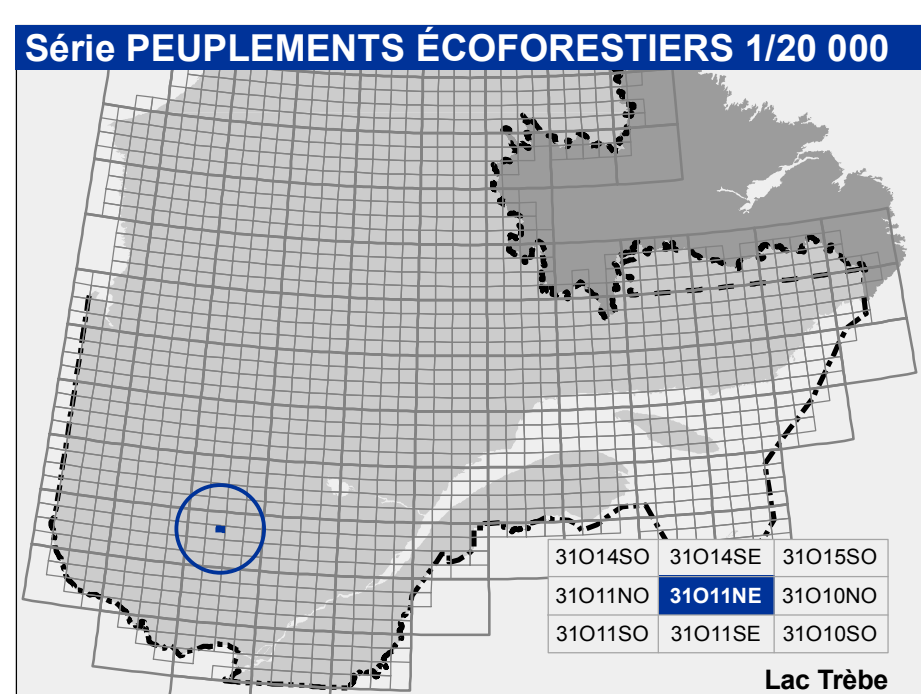 Série PEUPLEMENTS ÉCOFORESTIERS 1/20 000
31O14SO 31O14SE 31O15SO
31O11NO 31O11NE 31O10NO
31O11SO 31O11SE 31O10SO
Lac Trèbe